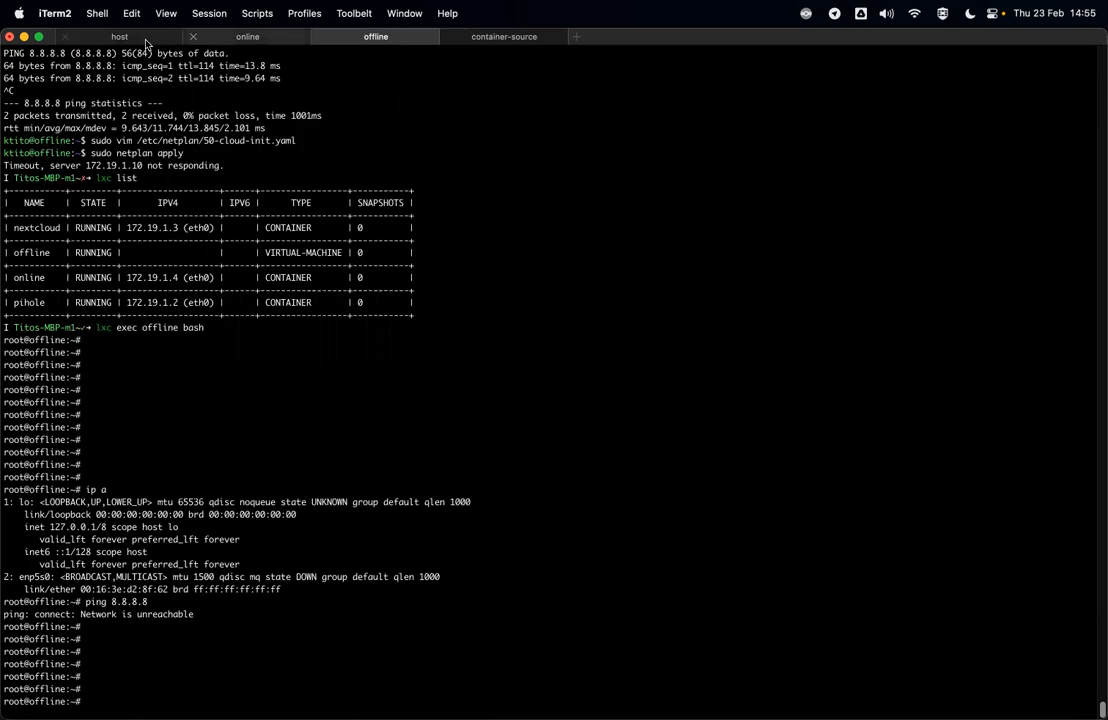 iTerm2 Shell Edit View Session Scripts Profiles Toolbelt Window Help Thu 23 Feb 14:55
host online offline container-source
PING 8.8.8.8 (8.8.8.8) 56(84) bytes of data.
64 bytes from 8.8.8.8: icmp_seq=1 ttl=114 time=13.8 ms
64 bytes from 8.8.8.8: icmp_seq=2 ttl=114 time=9.64 ms
^C
--- 8.8.8.8 ping statistics ---
2 packets transmitted, 2 received, 0% packet loss, time 1001ms
rtt min/avg/max/mdev = 9.643/11.744/13.845/2.101 ms
ktito@offline:~$ sudo vim /etc/netplan/50-cloud-init.yaml
ktito@offline:~$ sudo netplan apply
Timeout, server 172.19.1.10 not responding.
I Titos-MBP-m1~✗➜ lxc list
+----------+---------+--------------------+------+-----------------+-----------+
| NAME | STATE | IPV4 | IPV6 | TYPE | SNAPSHOTS |
+----------+---------+--------------------+------+-----------------+-----------+
| nextcloud | RUNNING | 172.19.1.3 (eth0) | | CONTAINER | 0 |
+----------+---------+--------------------+------+-----------------+-----------+
| offline | RUNNING | | | VIRTUAL-MACHINE | 0 |
+----------+---------+--------------------+------+-----------------+-----------+
| online | RUNNING | 172.19.1.4 (eth0) | | CONTAINER | 0 |
+----------+---------+--------------------+------+-----------------+-----------+
| pihole | RUNNING | 172.19.1.2 (eth0) | | CONTAINER | 0 |
+----------+---------+--------------------+------+-----------------+-----------+
I Titos-MBP-m1~✓➜ lxc exec offline bash
root@offline:~#
root@offline:~#
root@offline:~#
root@offline:~#
root@offline:~#
root@offline:~#
root@offline:~#
root@offline:~#
root@offline:~#
root@offline:~#
root@offline:~#
root@offline:~#
root@offline:~# ip a
1: lo: <LOOPBACK,UP,LOWER_UP> mtu 65536 qdisc noqueue state UNKNOWN group default qlen 1000
link/loopback 00:00:00:00:00:00 brd 00:00:00:00:00:00
inet 127.0.0.1/8 scope host lo
valid_lft forever preferred_lft forever
inet6 ::1/128 scope host
valid_lft forever preferred_lft forever
2: enp5s0: <BROADCAST,MULTICAST> mtu 1500 qdisc mq state DOWN group default qlen 1000
link/ether 00:16:3e:d2:8f:62 brd ff:ff:ff:ff:ff:ff
root@offline:~# ping 8.8.8.8
ping: connect: Network is unreachable
root@offline:~#
root@offline:~#
root@offline:~#
root@offline:~#
root@offline:~#
root@offline:~#
root@offline:~#